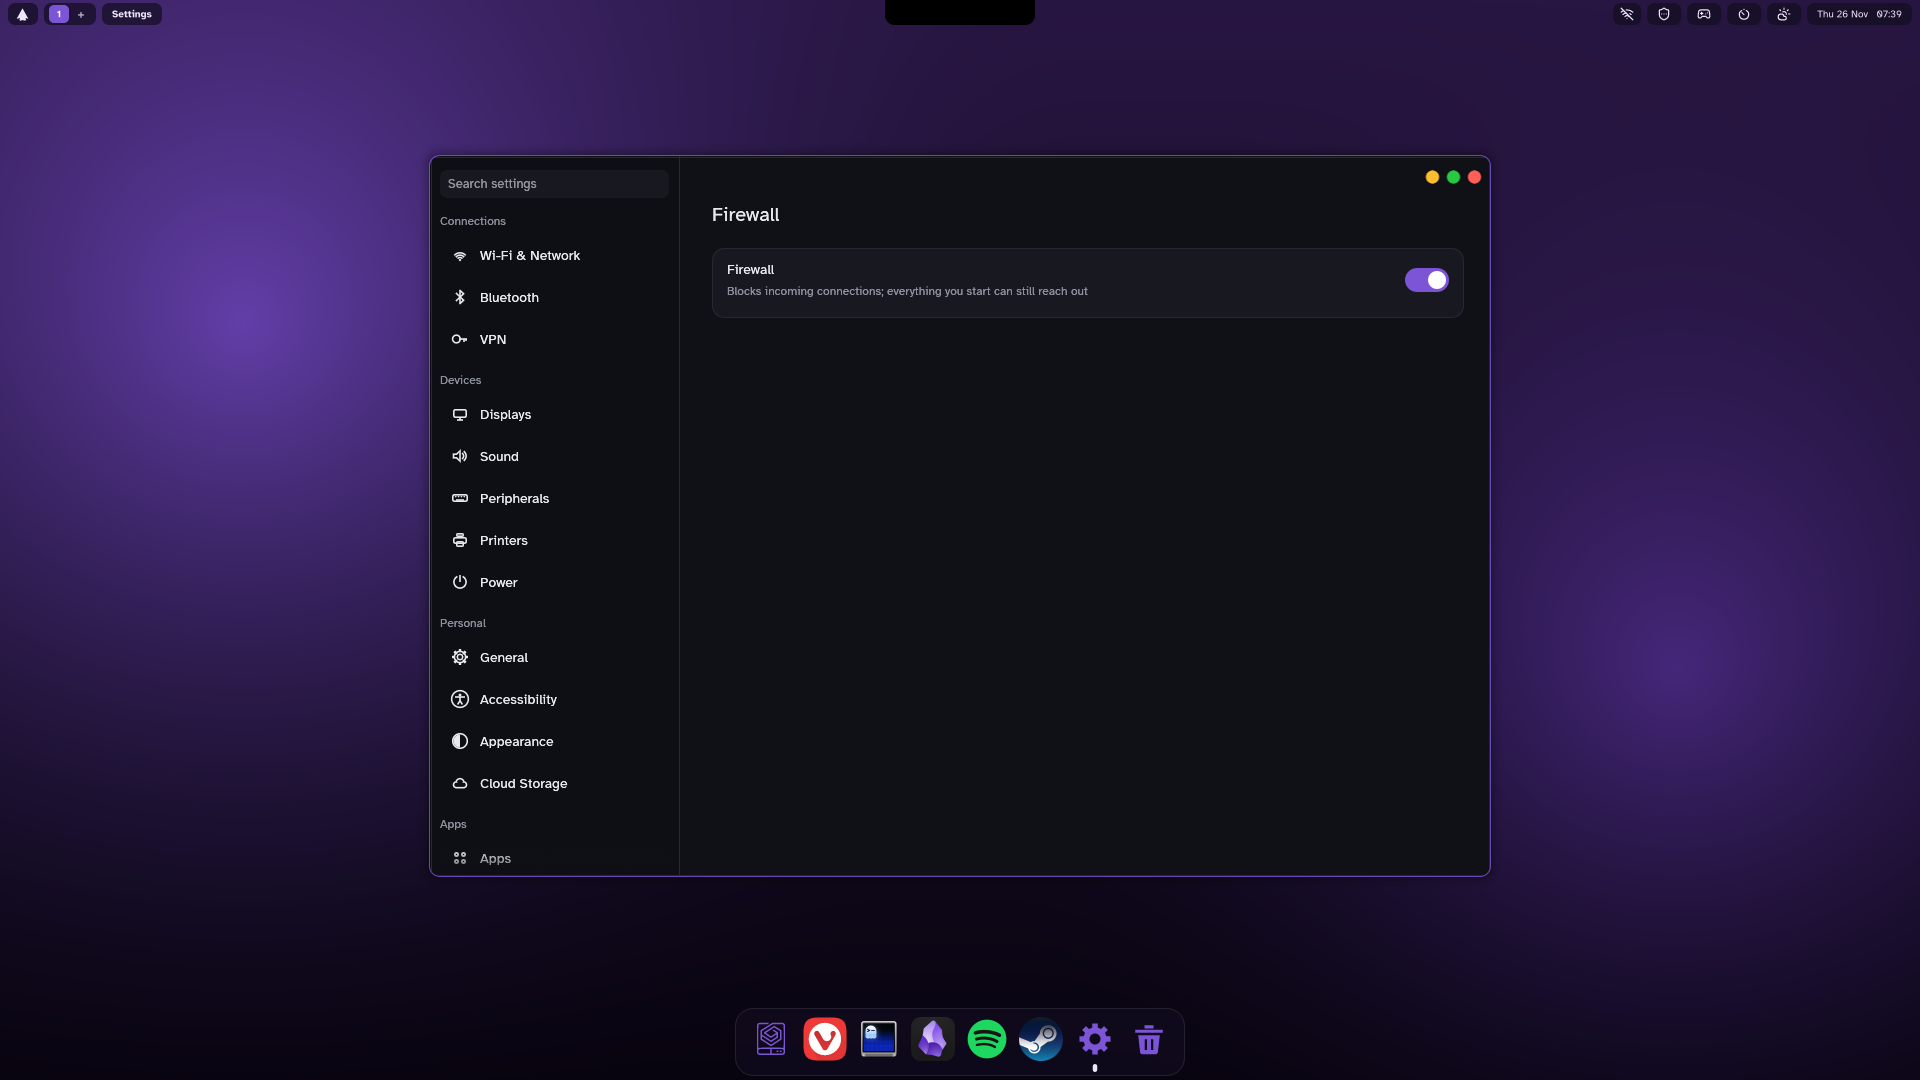 1 + Settings
Thu 26 Nov 07:39
Search settings
Connections
Wi-Fi & Network
Bluetooth
VPN
Devices
Displays
Sound
Peripherals
Printers
Power
Personal
General
Accessibility
Appearance
Cloud Storage
Apps
Apps
Firewall
Firewall
Blocks incoming connections; everything you start can still reach out